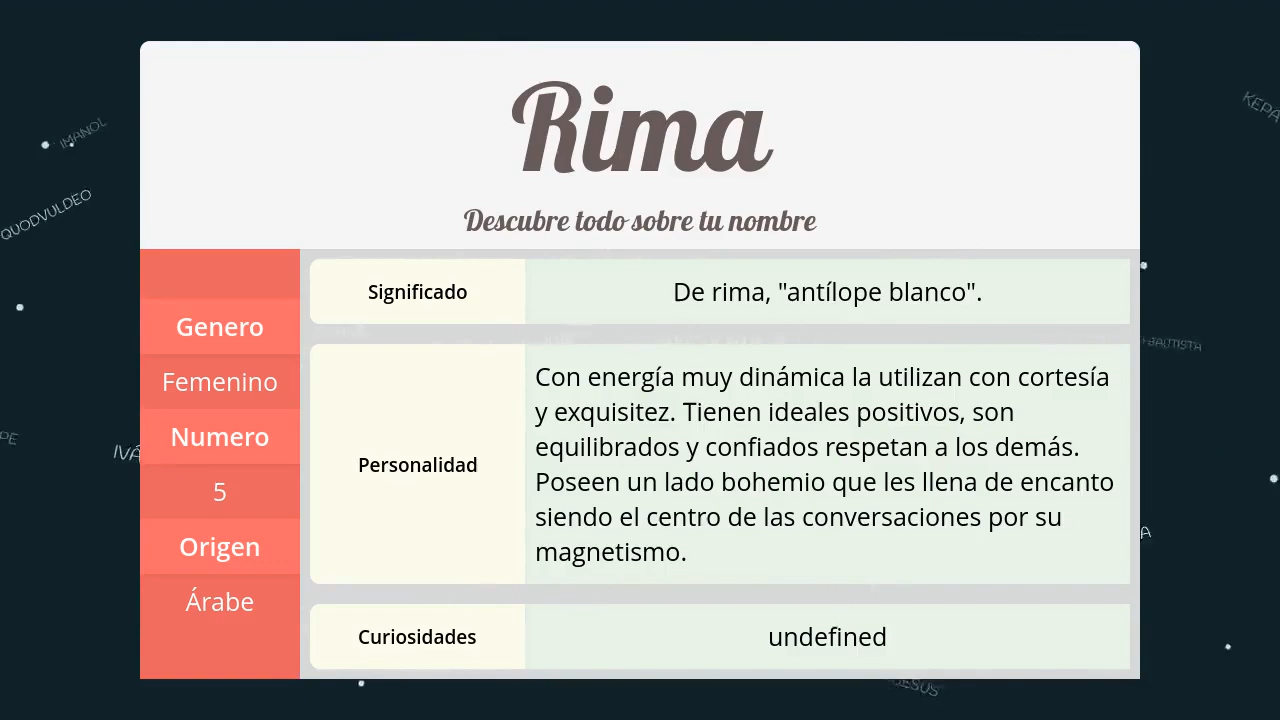 Rima
Descubre todo sobre tu nombre
IMANOL
QUODVULDEO
KEPA
BAUTISTA
Genero
Femenino
Numero
5
Origen
Árabe
Significado
De rima, "antílope blanco".
Personalidad
Con energía muy dinámica la utilizan con cortesía
y exquisitez. Tienen ideales positivos, son
equilibrados y confiados respetan a los demás.
Poseen un lado bohemio que les llena de encanto
siendo el centro de las conversaciones por su
magnetismo.
Curiosidades
undefined